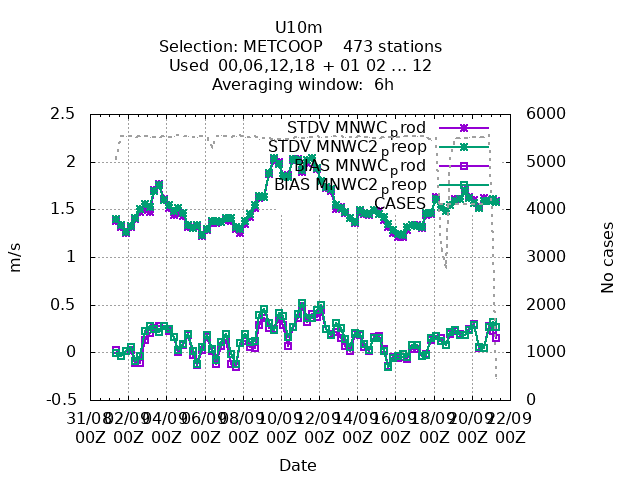 U10m
Selection: METCOOP 473 stations
Used 00,06,12,18 + 01 02 ... 12
Averaging window: 6h
2.5
2
1.5
1
0.5
0
-0.5
6000
5000
4000
3000
2000
1000
0
STDV MNWCprod
STDV MNWC2preop
BIAS MNWCprod
BIAS MNWC2preop
CASES
m/s
No cases
31/08 02/09 04/09 06/09 08/09 10/09 12/09 14/09 16/09 18/09 20/09 22/09
00Z 00Z 00Z 00Z 00Z 00Z 00Z 00Z 00Z 00Z 00Z 00Z
Date